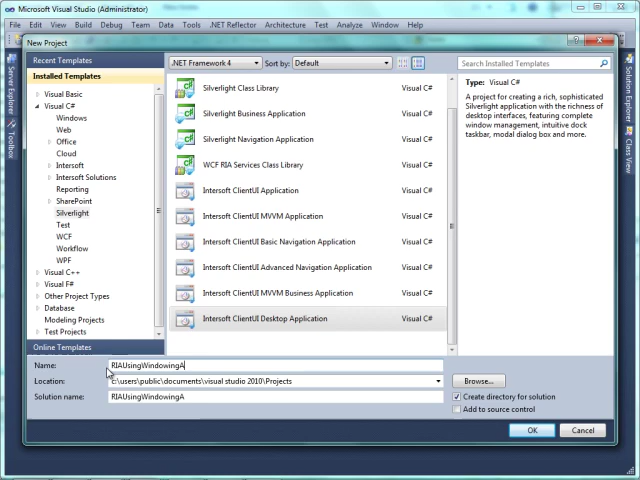 Microsoft Visual Studio (Administrator)
File Edit View Build Debug Team Data Tools .NET Reflector Architecture Test Analyze Window Help
New Project
Recent Templates
.NET Framework 4
Sort by: Default
Search Installed Templates
Installed Templates
Visual Basic
Visual C#
Windows
Web
Office
Cloud
Intersoft
Intersoft Solutions
Reporting
SharePoint
Silverlight
Test
WCF
Workflow
WPF
Visual C++
Visual F#
Other Project Types
Database
Modeling Projects
Test Projects
Online Templates
Silverlight Class Library Visual C#
Silverlight Business Application Visual C#
Silverlight Navigation Application Visual C#
WCF RIA Services Class Library Visual C#
Intersoft ClientUI Application Visual C#
Intersoft ClientUI MVVM Application Visual C#
Intersoft ClientUI Basic Navigation Application Visual C#
Intersoft ClientUI Advanced Navigation Application Visual C#
Intersoft ClientUI MVVM Business Application Visual C#
Intersoft ClientUI Desktop Application Visual C#
Type: Visual C#
A project for creating a rich, sophisticated
Silverlight application with the richness of
desktop interfaces, featuring complete
window management, intuitive dock
taskbar, modal dialog box and more.
Server Explorer
Toolbox
Solution Explorer
Class View
Name: RIAUsingWindowingA
Location: c:\users\public\documents\visual studio 2010\Projects
Browse...
Solution name: RIAUsingWindowingA
Create directory for solution
Add to source control
OK
Cancel